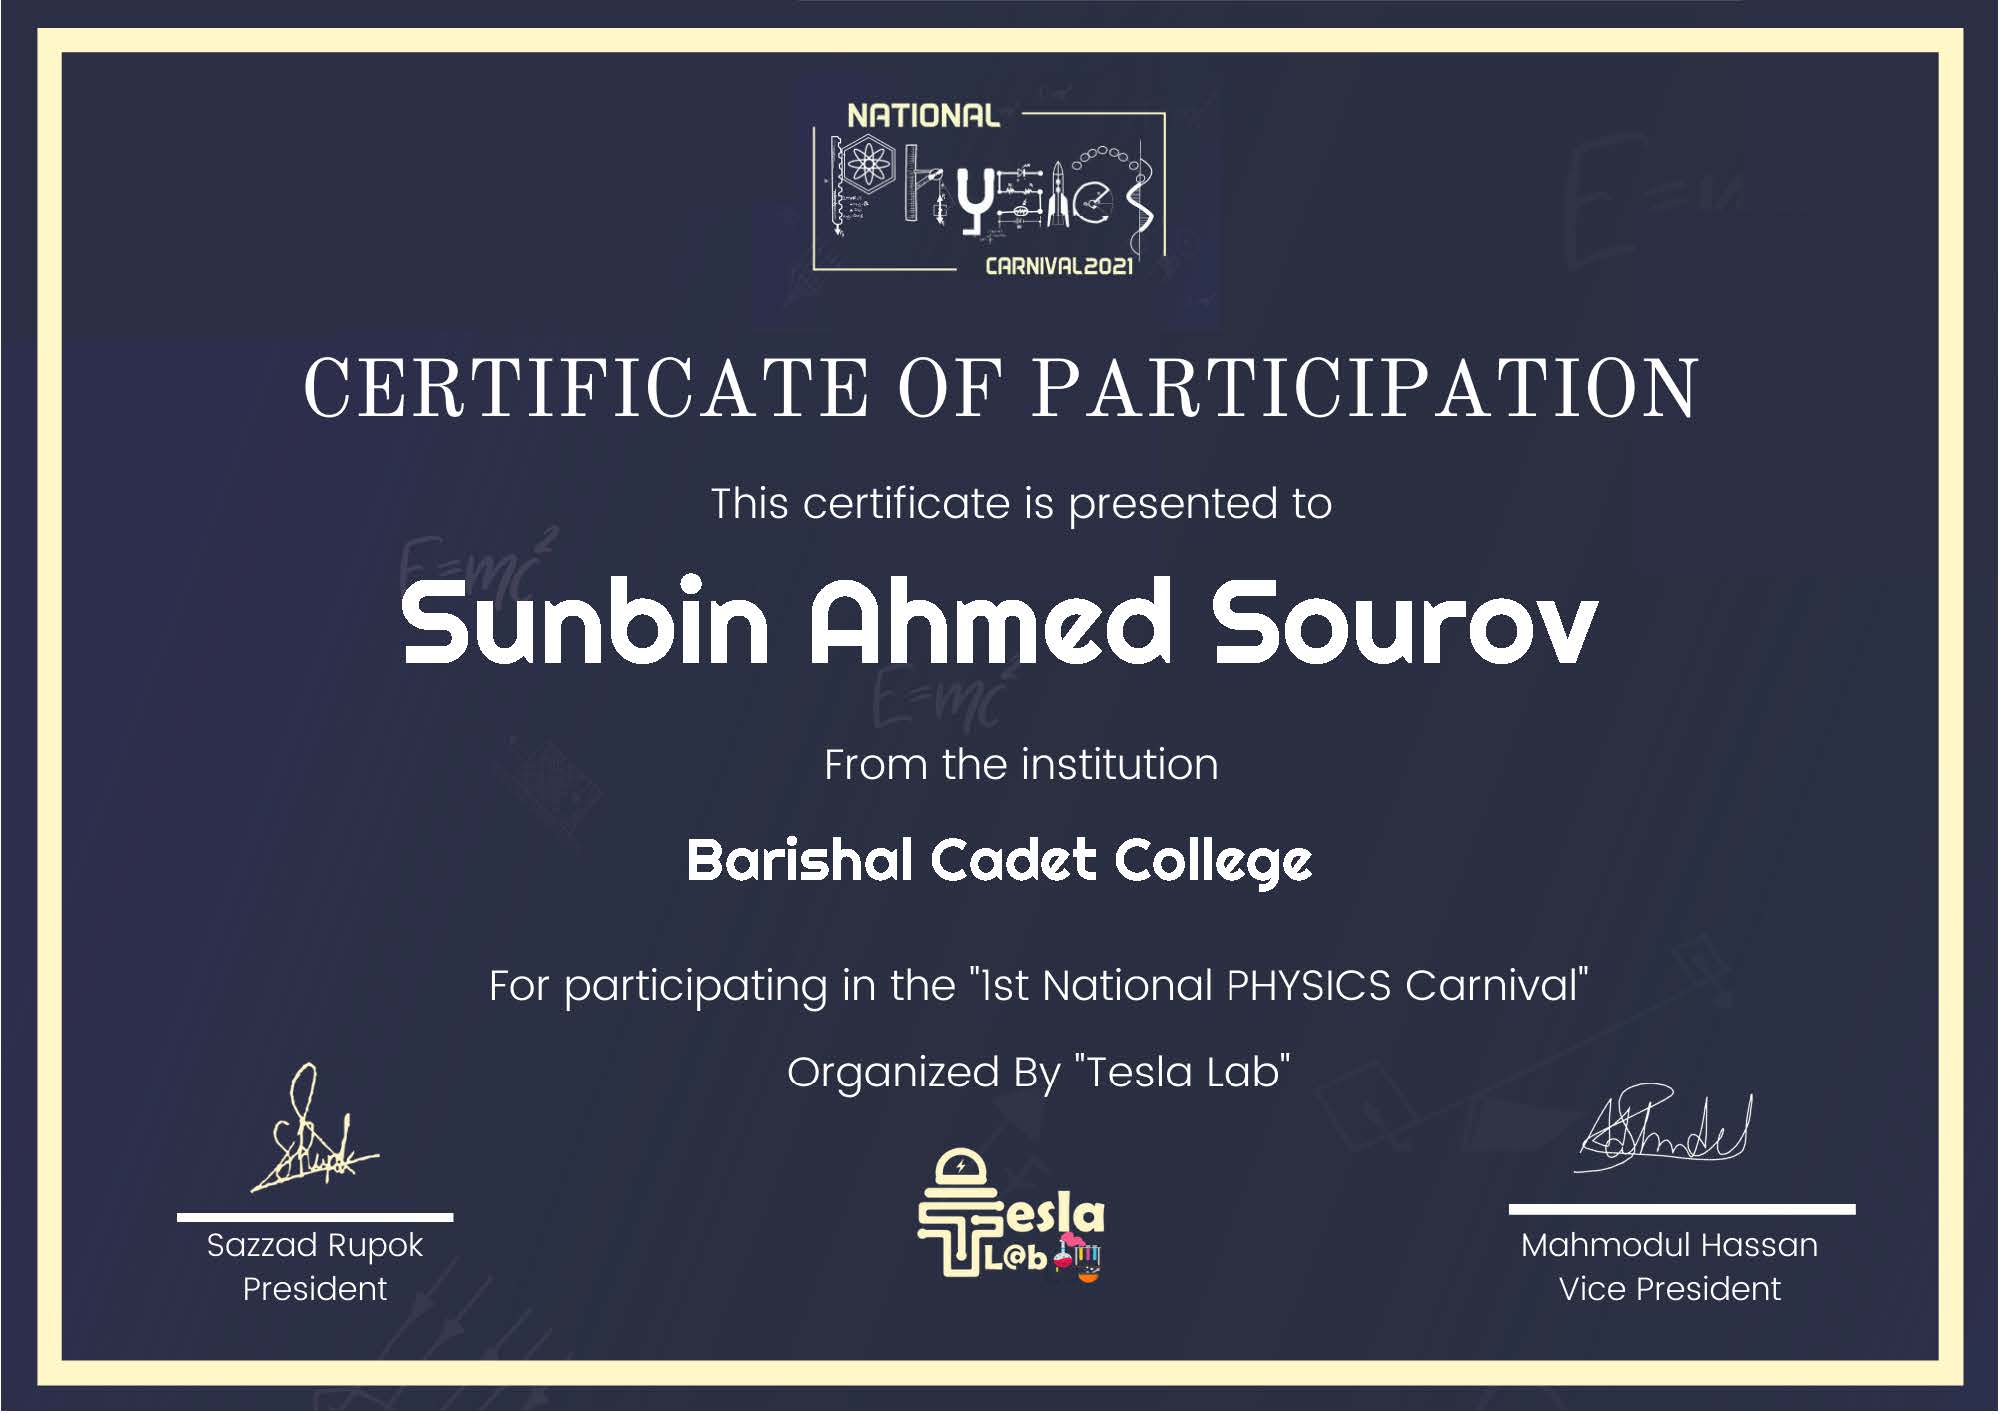 NATIONAL
Physics
CARNIVAL2021
CERTIFICATE OF PARTICIPATION
This certificate is presented to
E=mc²
Sunbin Ahmed Sourov
E=mc²
From the institution
Barishal Cadet College
For participating in the "1st National PHYSICS Carnival"
Organized By "Tesla Lab"
Tesla
L@b
Sazzad Rupok
President
Mahmodul Hassan
Vice President